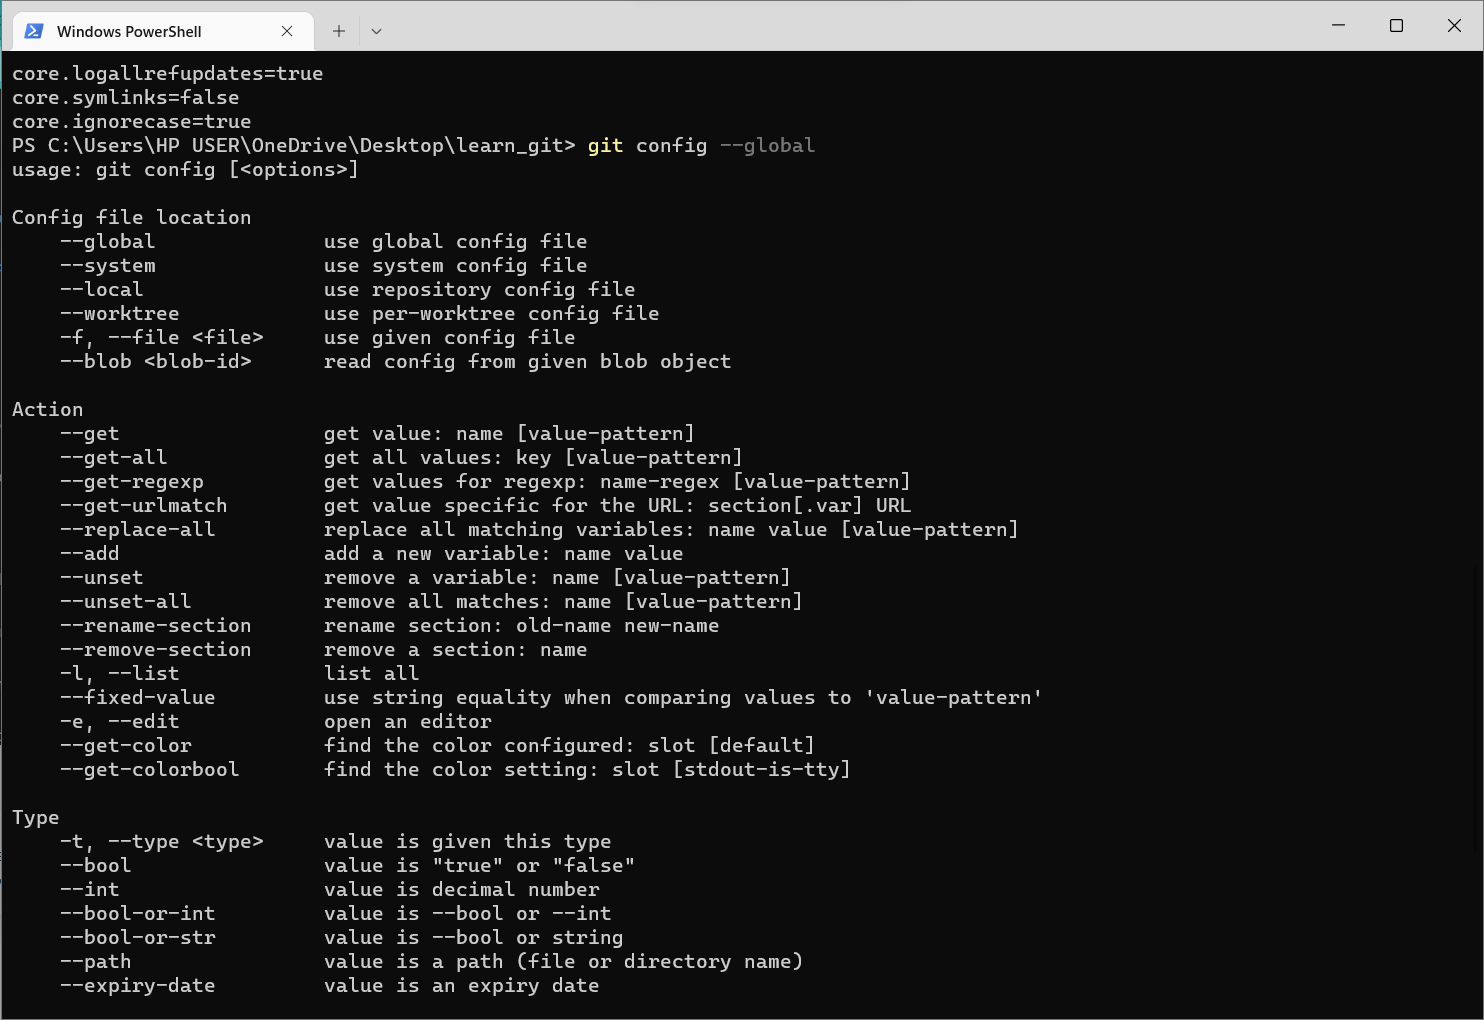 Windows PowerShell
core.logallrefupdates=true
core.symlinks=false
core.ignorecase=true
PS C:\Users\HP USER\OneDrive\Desktop\learn_git> git config --global
usage: git config [<options>]
Config file location
--global use global config file
--system use system config file
--local use repository config file
--worktree use per-worktree config file
-f, --file <file> use given config file
--blob <blob-id> read config from given blob object
Action
--get get value: name [value-pattern]
--get-all get all values: key [value-pattern]
--get-regexp get values for regexp: name-regex [value-pattern]
--get-urlmatch get value specific for the URL: section[.var] URL
--replace-all replace all matching variables: name value [value-pattern]
--add add a new variable: name value
--unset remove a variable: name [value-pattern]
--unset-all remove all matches: name [value-pattern]
--rename-section rename section: old-name new-name
--remove-section remove a section: name
-l, --list list all
--fixed-value use string equality when comparing values to 'value-pattern'
-e, --edit open an editor
--get-color find the color configured: slot [default]
--get-colorbool find the color setting: slot [stdout-is-tty]
Type
-t, --type <type> value is given this type
--bool value is "true" or "false"
--int value is decimal number
--bool-or-int value is --bool or --int
--bool-or-str value is --bool or string
--path value is a path (file or directory name)
--expiry-date value is an expiry date